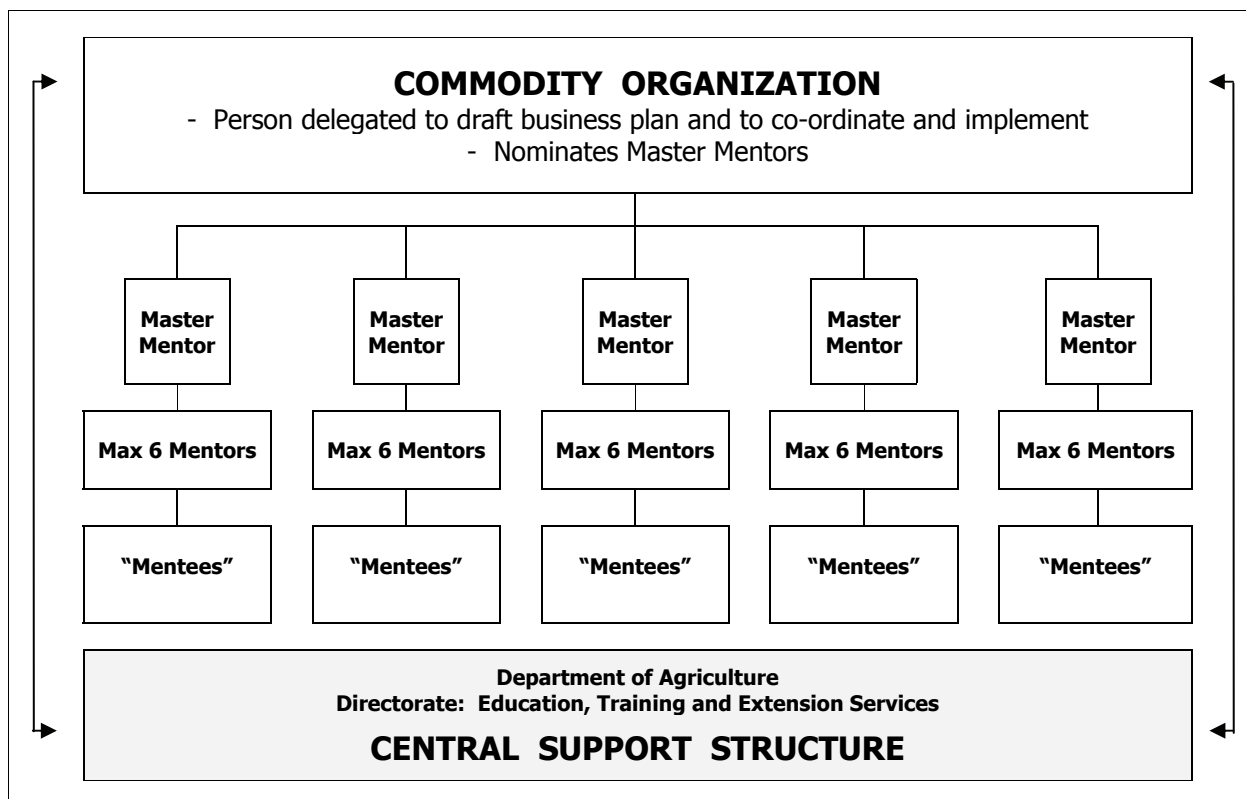 COMMODITY ORGANIZATION
- Person delegated to draft business plan and to co-ordinate and implement
- Nominates Master Mentors
Master
Mentor
Master
Mentor
Master
Mentor
Master
Mentor
Master
Mentor
Max 6 Mentors
Max 6 Mentors
Max 6 Mentors
Max 6 Mentors
Max 6 Mentors
“Mentees”
“Mentees”
“Mentees”
“Mentees”
“Mentees”
Department of Agriculture
Directorate: Education, Training and Extension Services
CENTRAL SUPPORT STRUCTURE